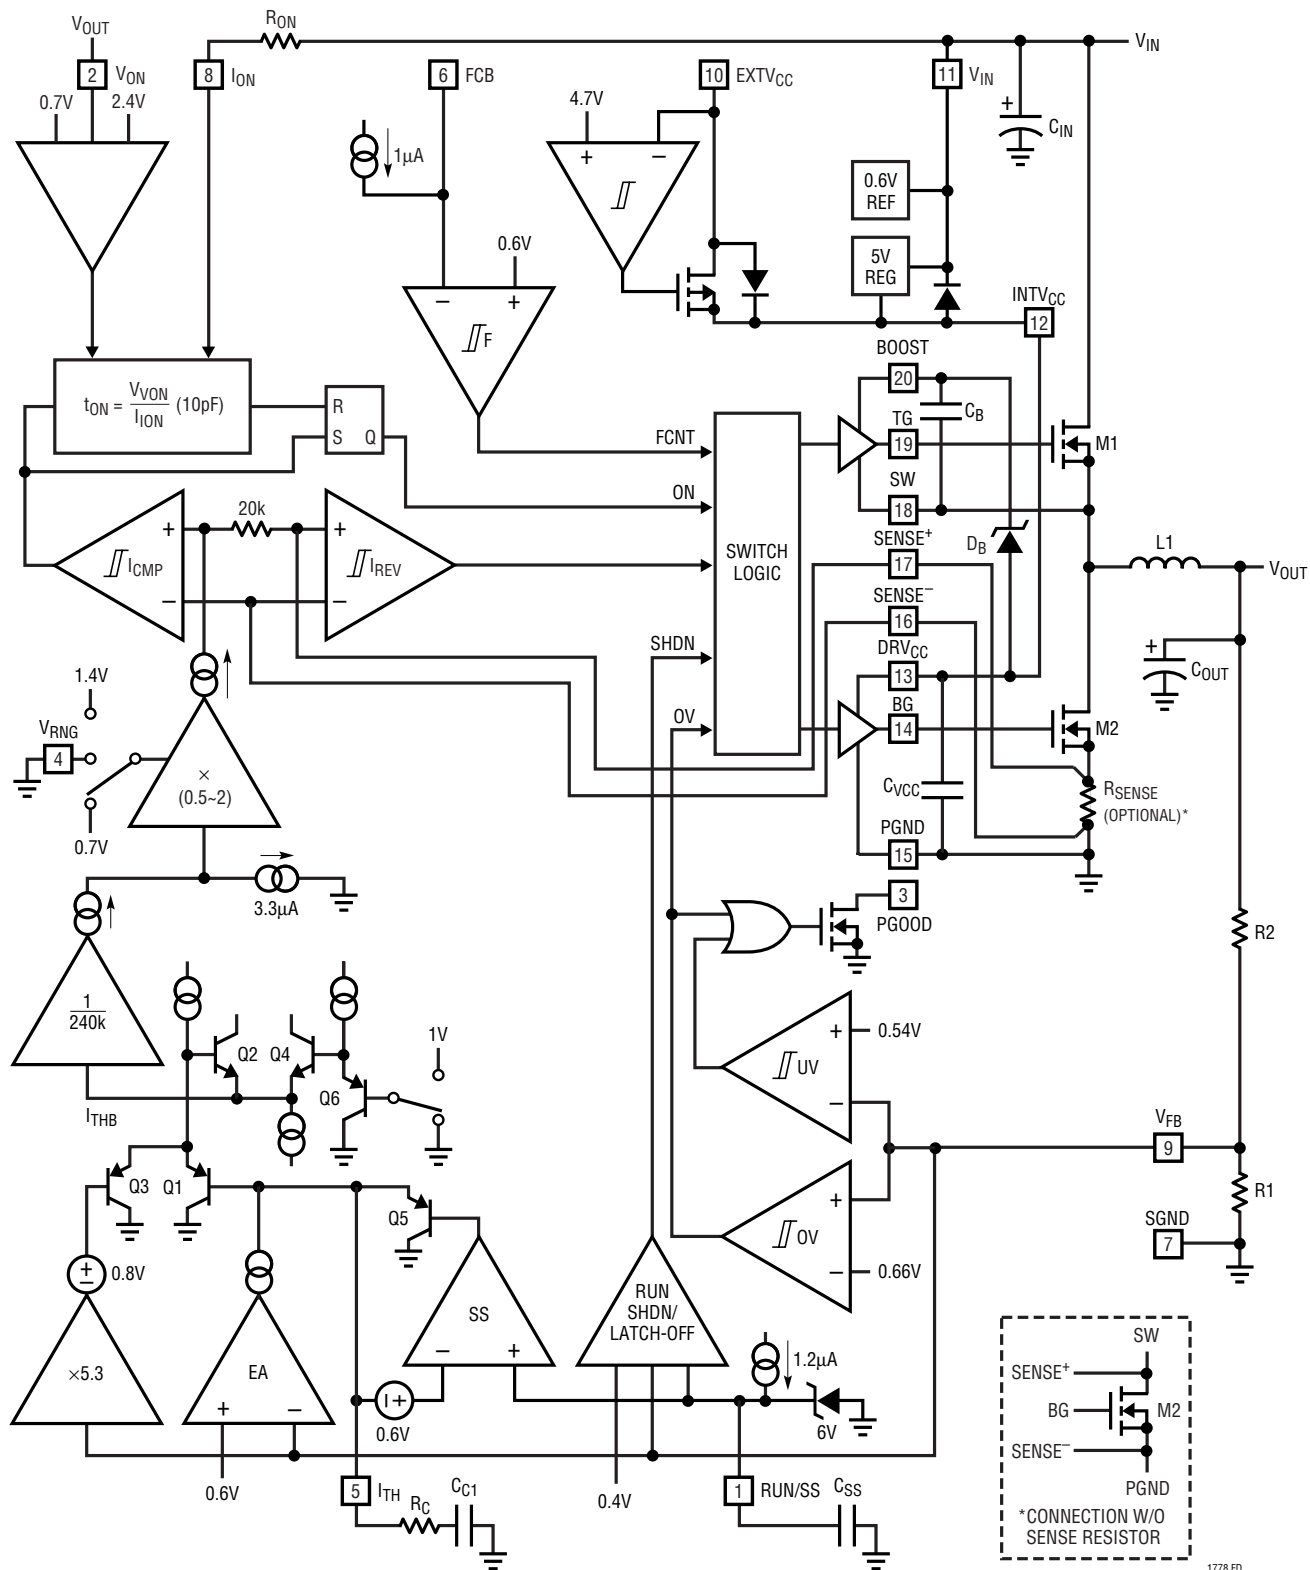 VOUT
RON
VIN
2
VON
8
ION
6
FCB
10
EXTVCC
11
VIN
0.7V
2.4V
1µA
4.7V
+
–
+
CIN
0.6V
REF
5V
REG
0.6V
–
+
F
INTVCC
12
tON = VVON/IION (10pF)
R
S
Q
BOOST
20
CB
TG
19
M1
SW
18
FCNT
ON
SWITCH
LOGIC
SHDN
OV
+
20k
+
ICMP
IREV
–
–
SENSE+
17
DB
SENSE–
16
L1
VOUT
+
COUT
DRVCC
13
BG
14
M2
CVCC
RSENSE
(OPTIONAL)*
PGND
15
1.4V
VRNG
4
0.7V
×
(0.5~2)
3.3µA
3
PGOOD
R2
1
240k
Q2
Q4
1V
Q6
ITHB
+
0.54V
UV
–
VFB
9
Q3
Q1
Q5
+
OV
–
0.66V
R1
SGND
7
+
–
0.8V
×5.3
EA
+
–
SS
–
+
RUN
SHDN/
LATCH-OFF
1.2µA
6V
– +
0.6V
0.6V
5
ITH
RC
CC1
0.4V
1
RUN/SS
CSS
SW
SENSE+
BG
M2
SENSE–
PGND
*CONNECTION W/O
SENSE RESISTOR
1778 FD